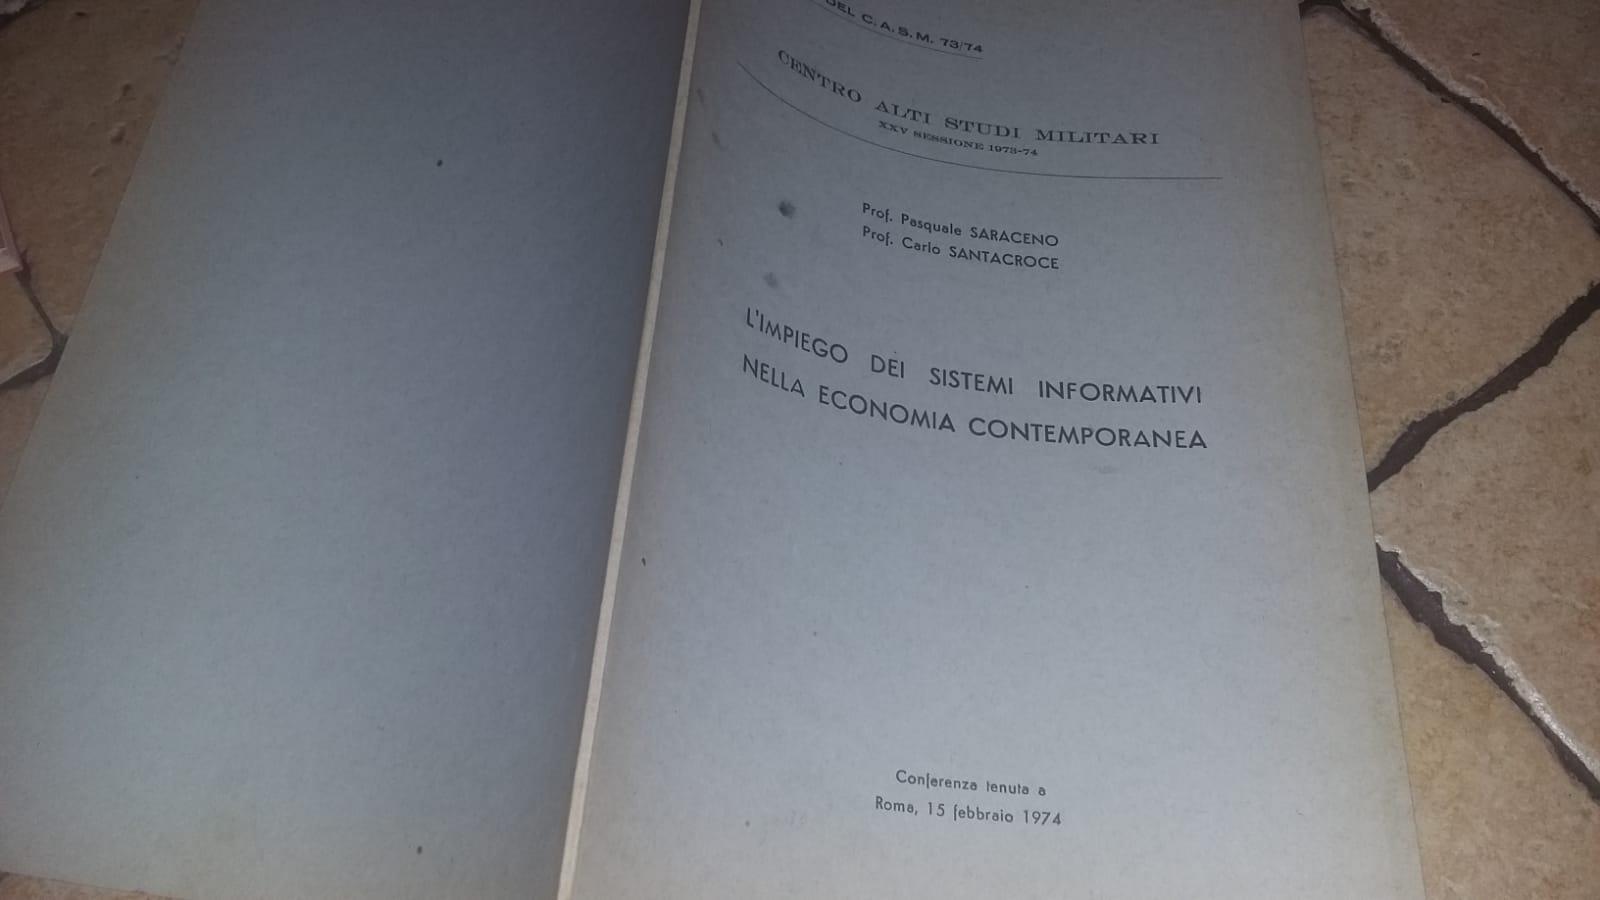 DEL C.A.S.M. 73/74
CENTRO ALTI STUDI MILITARI
XXV SESSIONE 1973-74
Prof. Pasquale SARACENO
Prof. Carlo SANTACROCE
L'IMPIEGO DEI SISTEMI INFORMATIVI
NELLA ECONOMIA CONTEMPORANEA
Conferenza tenuta a
Roma, 15 febbraio 1974